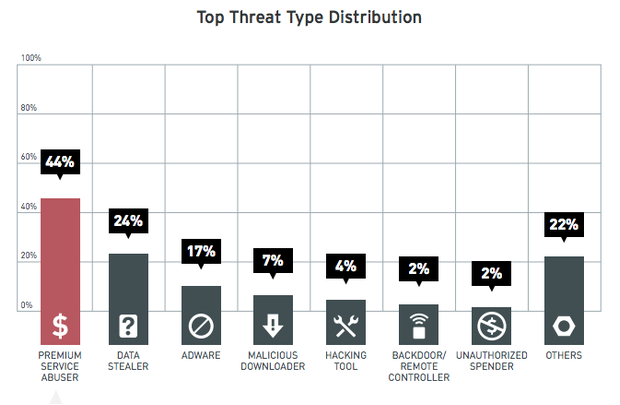 Top Threat Type Distribution
100%
80%
60%
40%
20%
0%
44%
24%
17%
7%
4%
2%
2%
22%
$
?
$
PREMIUM
SERVICE
ABUSER
DATA
STEALER
ADWARE
MALICIOUS
DOWNLOADER
HACKING
TOOL
BACKDOOR/
REMOTE
CONTROLLER
UNAUTHORIZED
SPENDER
OTHERS